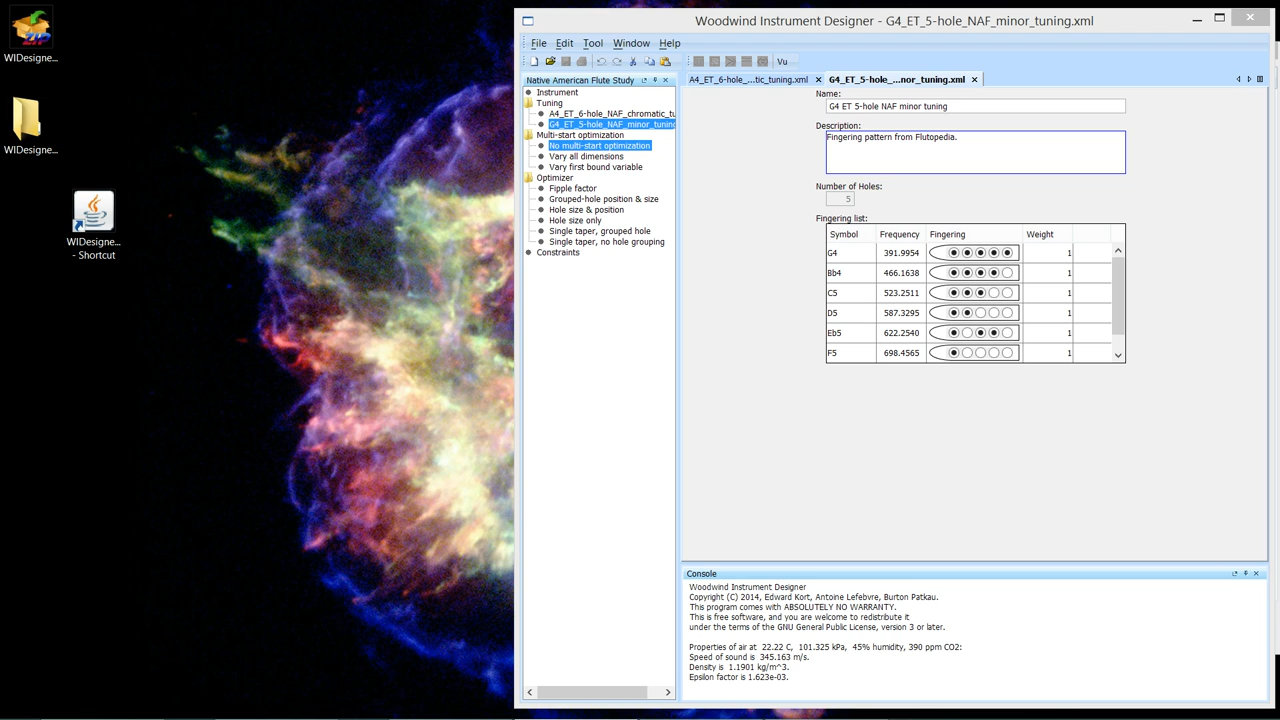 ZIP
WIDesigne...
WIDesigne...
WIDesigne...
- Shortcut
Woodwind Instrument Designer - G4_ET_5-hole_NAF_minor_tuning.xml
File Edit Tool Window Help
Vu
Native American Flute Study
Instrument
Tuning
A4_ET_6-hole_NAF_chromatic_tu
G4_ET_5-hole_NAF_minor_tuning
Multi-start optimization
No multi-start optimization
Vary all dimensions
Vary first bound variable
Optimizer
Fipple factor
Grouped-hole position & size
Hole size & position
Hole size only
Single taper, grouped hole
Single taper, no hole grouping
Constraints
A4_ET_6-hole_...tic_tuning.xml G4_ET_5-hole_...nor_tuning.xml
Name:
G4 ET 5-hole NAF minor tuning
Description:
Fingering pattern from Flutopedia.
Number of Holes:
5
Fingering list:
Symbol Frequency Fingering Weight
G4 391.9954 1
Bb4 466.1638 1
C5 523.2511 1
D5 587.3295 1
Eb5 622.2540 1
F5 698.4565 1
Console
Woodwind Instrument Designer
Copyright (C) 2014, Edward Kort, Antoine Lefebvre, Burton Patkau.
This program comes with ABSOLUTELY NO WARRANTY.
This is free software, and you are welcome to redistribute it
under the terms of the GNU General Public License, version 3 or later.
Properties of air at 22.22 C, 101.325 kPa, 45% humidity, 390 ppm CO2:
Speed of sound is 345.163 m/s.
Density is 1.1901 kg/m^3.
Epsilon factor is 1.623e-03.